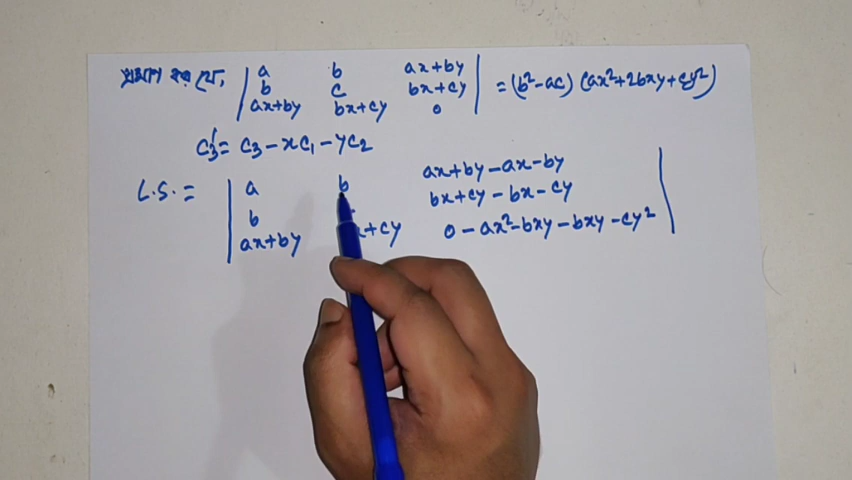 প্রমাণ কর যে, | a b ax+by | = (b²-ac) (ax²+2bxy+cy²)
b c bx+cy
ax+by bx+cy 0
c₃′= c₃-xc₁-yc₂
L.S. = | a b ax+by-ax-by |
b bx+cy-bx-cy
ax+by x+cy 0-ax²-bxy-bxy-cy²